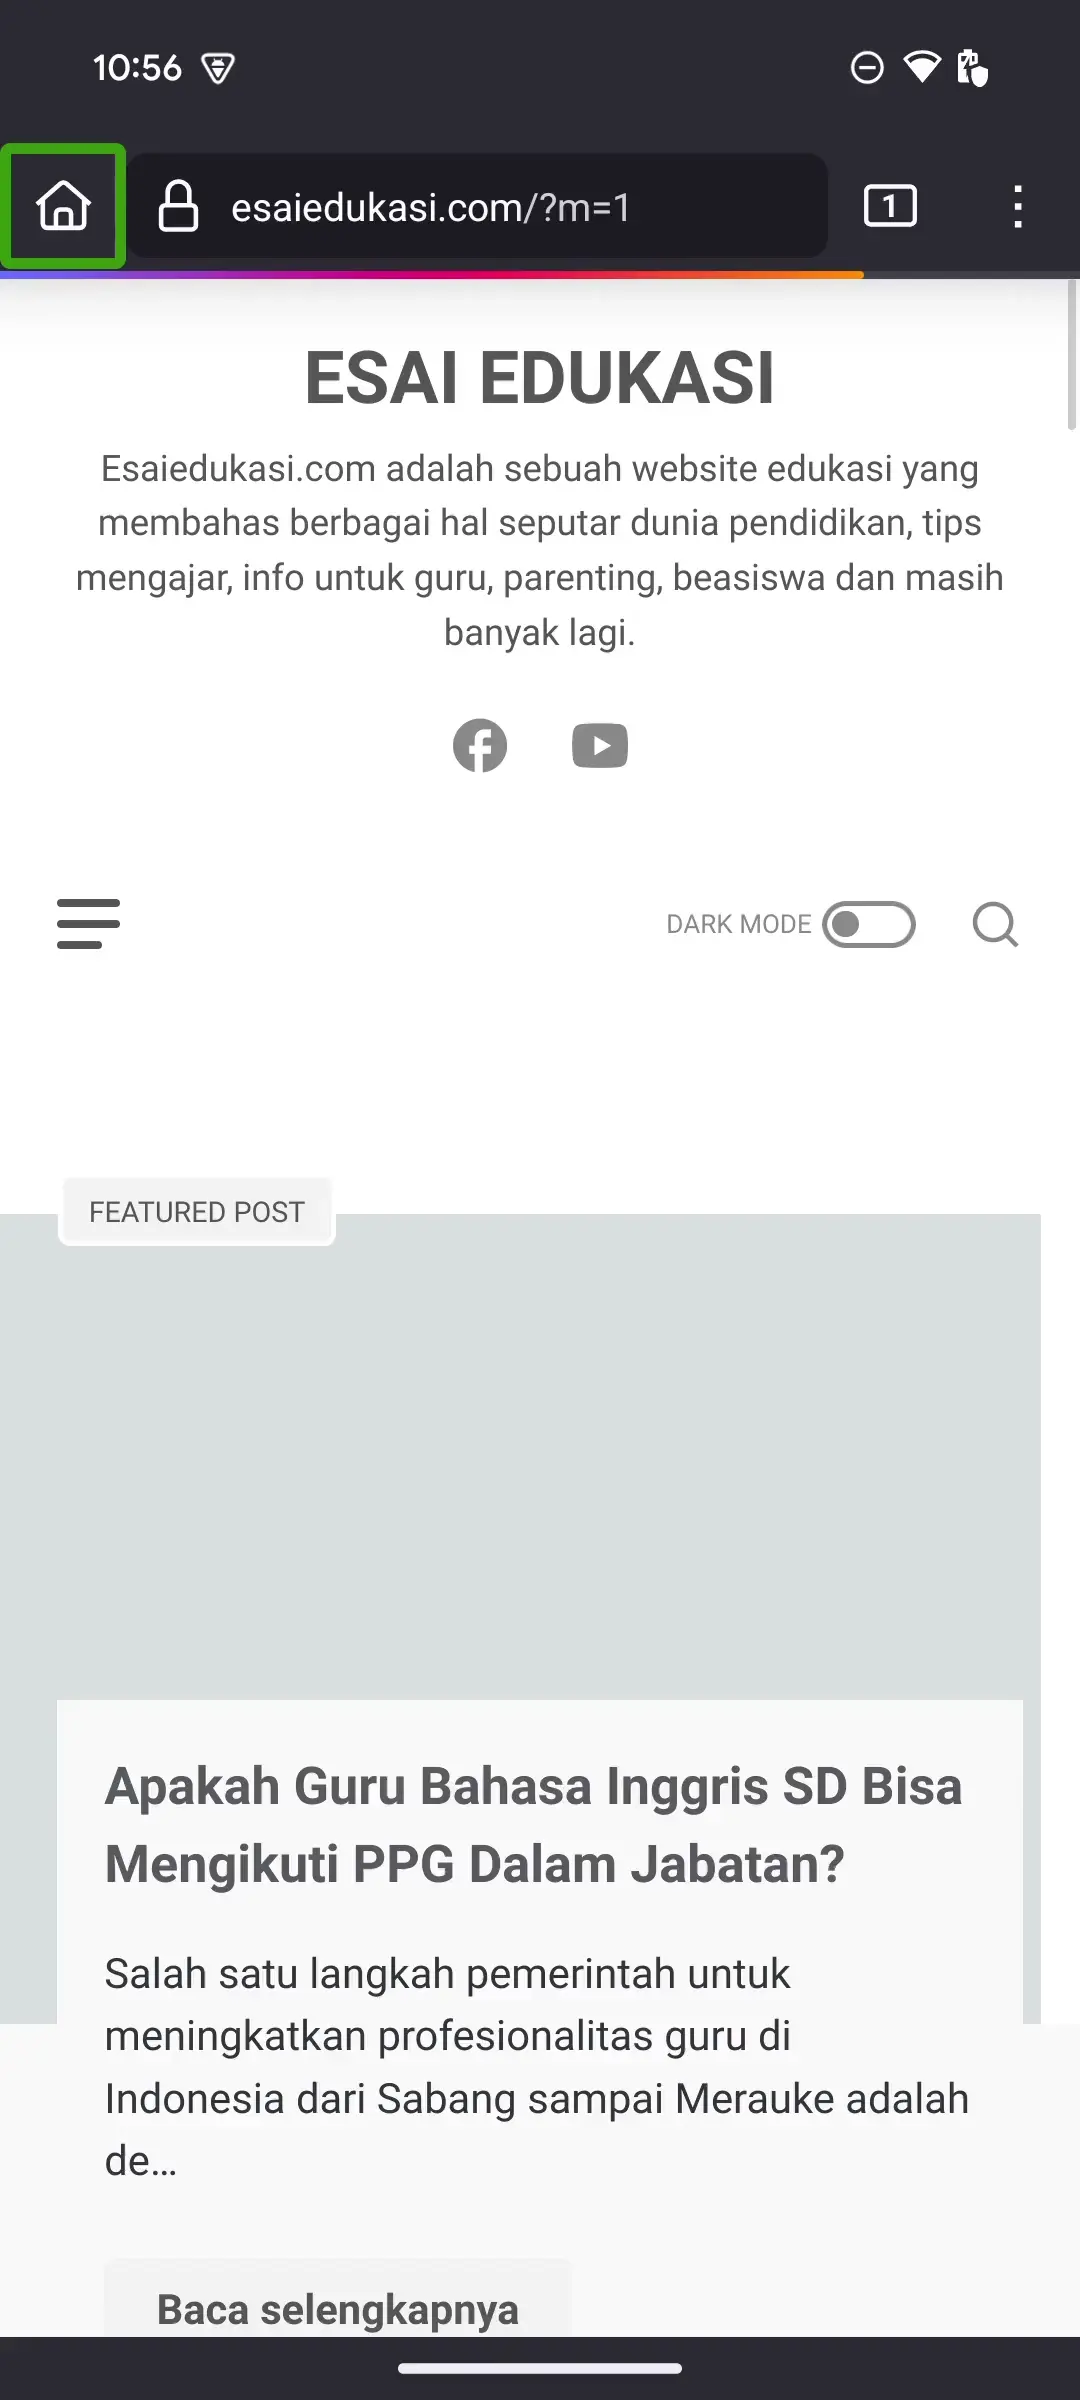 10:56
esaiedukasi.com/?m=1
1
ESAI EDUKASI
Esaiedukasi.com adalah sebuah website edukasi yang
membahas berbagai hal seputar dunia pendidikan, tips
mengajar, info untuk guru, parenting, beasiswa dan masih
banyak lagi.
DARK MODE
FEATURED POST
Apakah Guru Bahasa Inggris SD Bisa
Mengikuti PPG Dalam Jabatan?
Salah satu langkah pemerintah untuk
meningkatkan profesionalitas guru di
Indonesia dari Sabang sampai Merauke adalah
de...
Baca selengkapnya